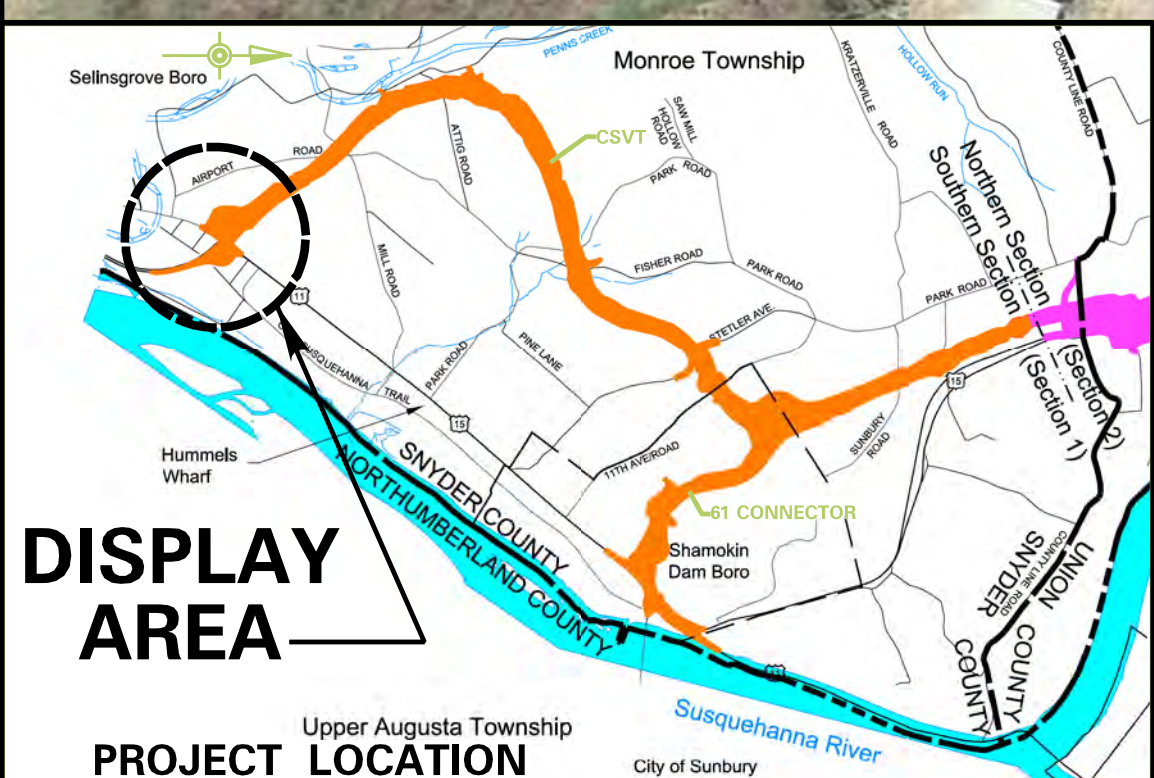 PENNS CREEK
Monroe Township
Selinsgrove Boro
KRATZERVILLE ROAD
HOLLOW RUN
COUNTY LINE ROAD
SAW MILL
HOLLOW
ROAD
CSVT
ATTIG ROAD
AIRPORT ROAD
PARK ROAD
Northern Section
Southern Section
MILL ROAD
FISHER ROAD
PARK ROAD
PARK ROAD
11
STETLER AVE.
SUSQUEHANNA TRAIL
PARK ROAD
PINE LANE
15
(Section 2)
(Section 1)
15
SUNBURY
ROAD
Hummels
Wharf
11TH AVE/ROAD
SNYDER COUNTY
NORTHUMBERLAND COUNTY
61 CONNECTOR
DISPLAY
AREA
Shamokin
Dam Boro
UNION COUNTY
COUNTY LINE ROAD
SNYDER COUNTY
Susquehanna River
Upper Augusta Township
PROJECT LOCATION
City of Sunbury